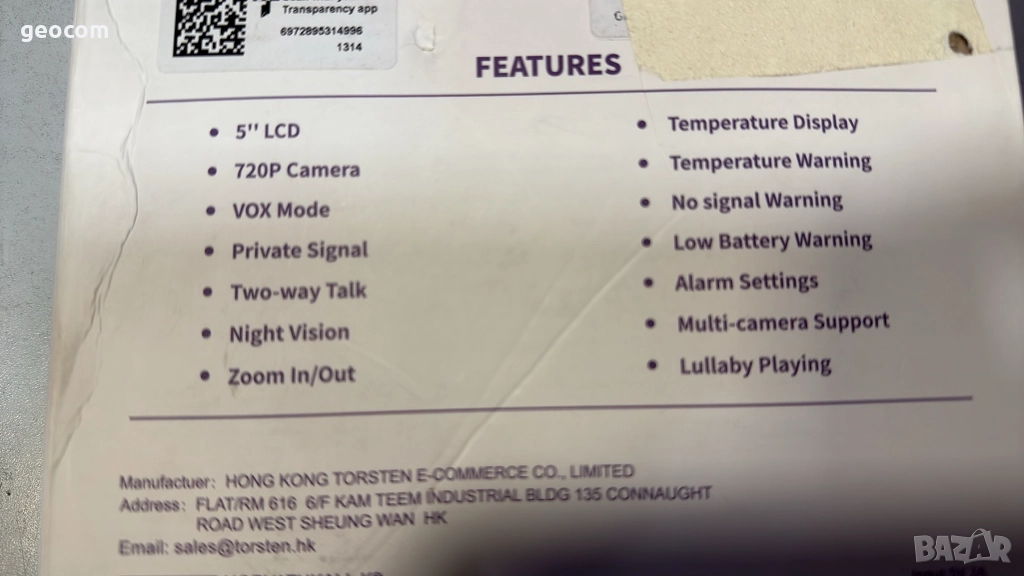 geocom
Transparency app
6972895314996
1314
FEATURES
• 5" LCD
• 720P Camera
• VOX Mode
• Private Signal
• Two-way Talk
• Night Vision
• Zoom In/Out
• Temperature Display
• Temperature Warning
• No signal Warning
• Low Battery Warning
• Alarm Settings
• Multi-camera Support
• Lullaby Playing
Manufactuer: HONG KONG TORSTEN E-COMMERCE CO., LIMITED
Address: FLAT/RM 616 6/F KAM TEEM INDUSTRIAL BLDG 135 CONNAUGHT
ROAD WEST SHEUNG WAN HK
Email: sales@torsten.hk
BAZAR